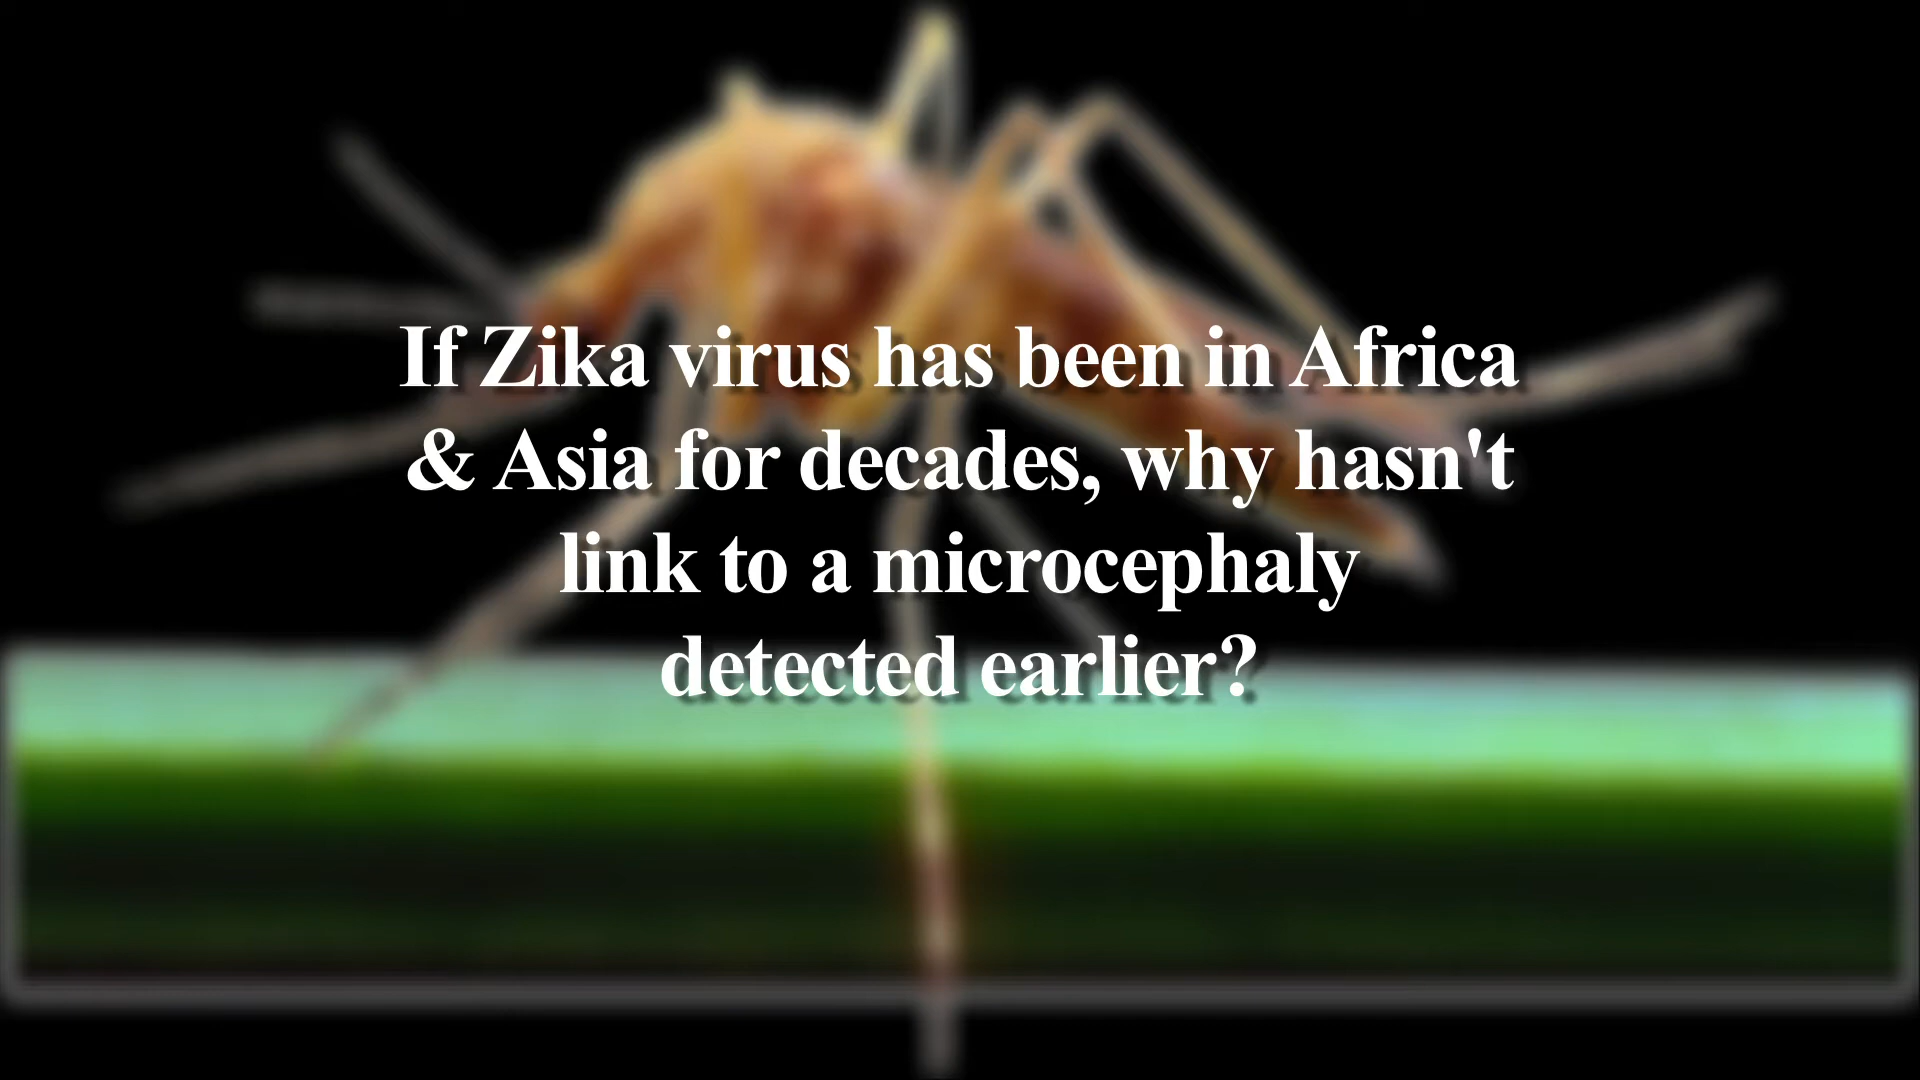 If Zika virus has been in Africa
& Asia for decades, why hasn't
link to a microcephaly
detected earlier?